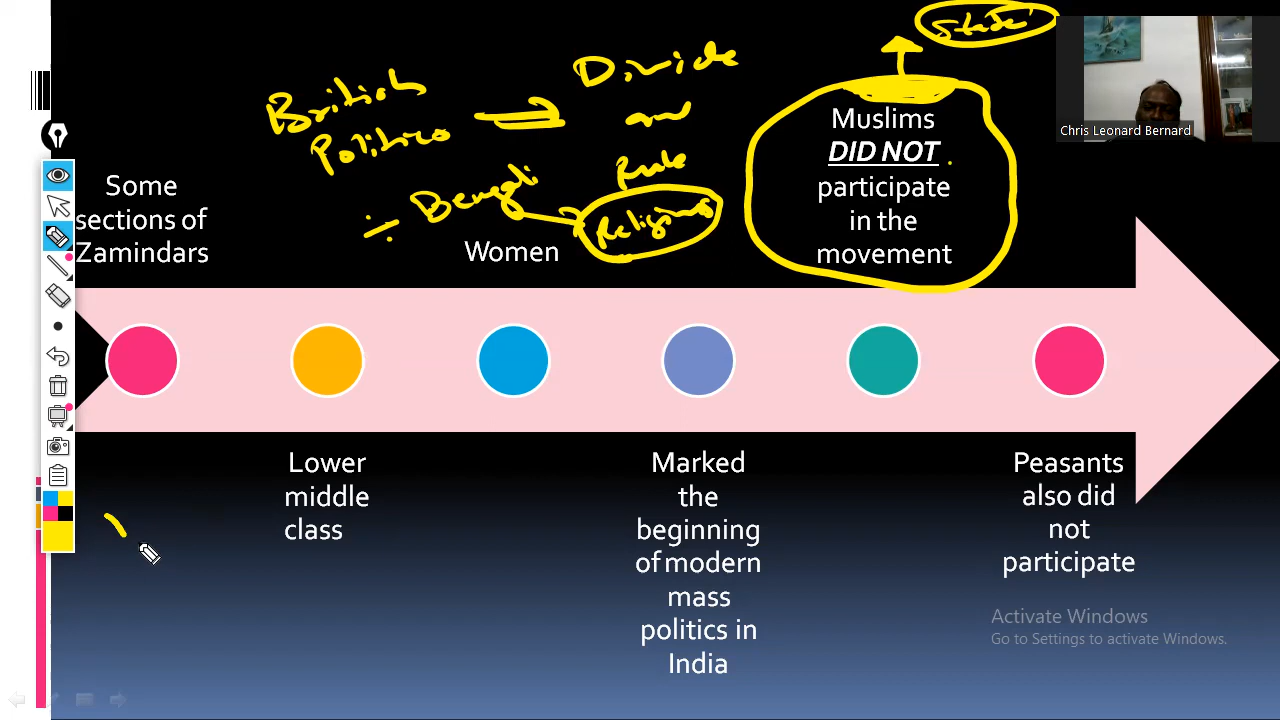 State
Divide
British
and
Politics
Rule
÷ Bengali
Religious
Muslims
DID NOT
participate
in the
movement
Chris Leonard Bernard
Some
sections of
Zamindars
Women
Lower
middle
class
Marked
the
beginning
of modern
mass
politics in
India
Peasants
also did
not
participate
Activate Windows
Go to Settings to activate Windows.